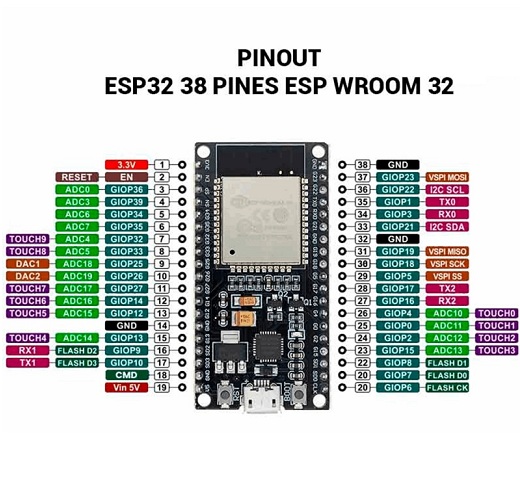 PINOUT
ESP32 38 PINES ESP WROOM 32
3.3V 1 38 GND
RESET EN 2 37 GIOP23 VSPI MOSI
ADC0 GIOP36 3 36 GIOP22 I2C SCL
ADC3 GIOP39 4 35 GIOP1 TX0
ADC6 GIOP34 5 34 GIOP3 RX0
ADC7 GIOP35 6 33 GIOP21 I2C SDA
TOUCH9 ADC4 GIOP32 7 32 GND
TOUCH8 ADC5 GIOP33 8 31 GIOP19 VSPI MISO
DAC1 ADC18 GIOP25 9 30 GIOP18 VSPI SCK
DAC2 ADC19 GIOP26 10 29 GIOP5 VSPI SS
TOUCH7 ADC17 GIOP27 11 28 GIOP17 TX2
TOUCH6 ADC16 GIOP14 12 27 GIOP16 RX2
TOUCH5 ADC15 GIOP12 13 26 GIOP4 ADC10 TOUCH0
GND 14 25 GIOP0 ADC11 TOUCH1
TOUCH4 ADC14 GIOP13 15 24 GIOP2 ADC12 TOUCH2
RX1 FLASH D2 GIOP9 16 23 GIOP15 ADC13 TOUCH3
TX1 FLASH D3 GIOP10 17 22 GIOP8 FLASH D1
CMD 18 20 GIOP7 FLASH D0
Vin 5V 19 20 GIOP6 FLASH CK